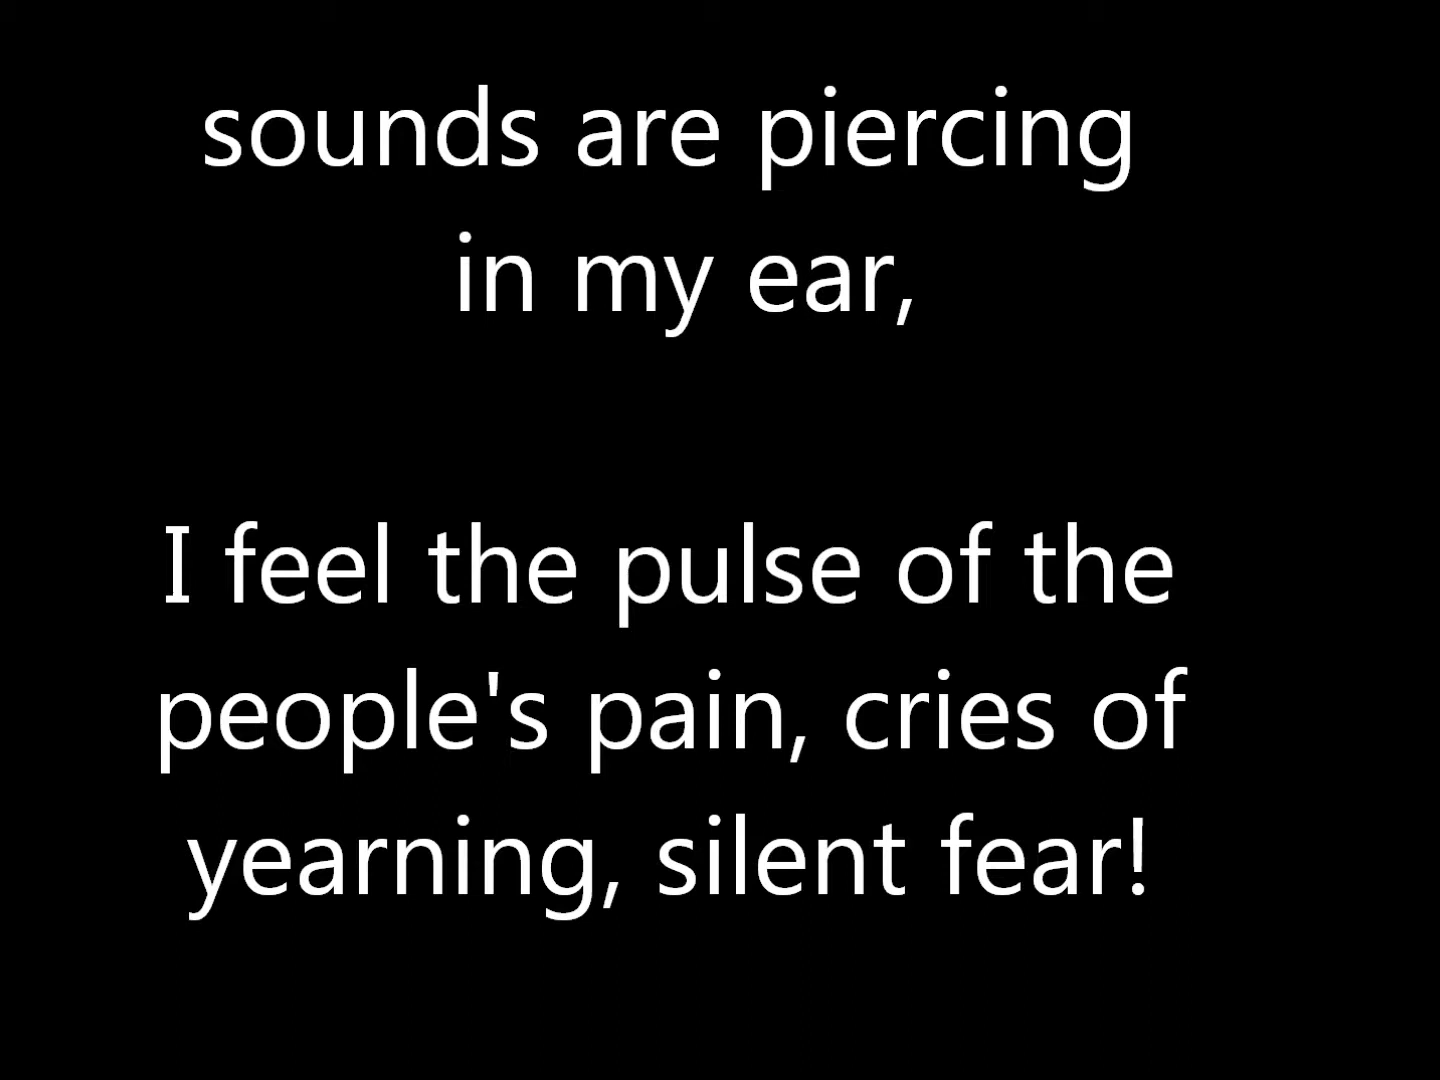 sounds are piercing
in my ear,
I feel the pulse of the
people's pain, cries of
yearning, silent fear!